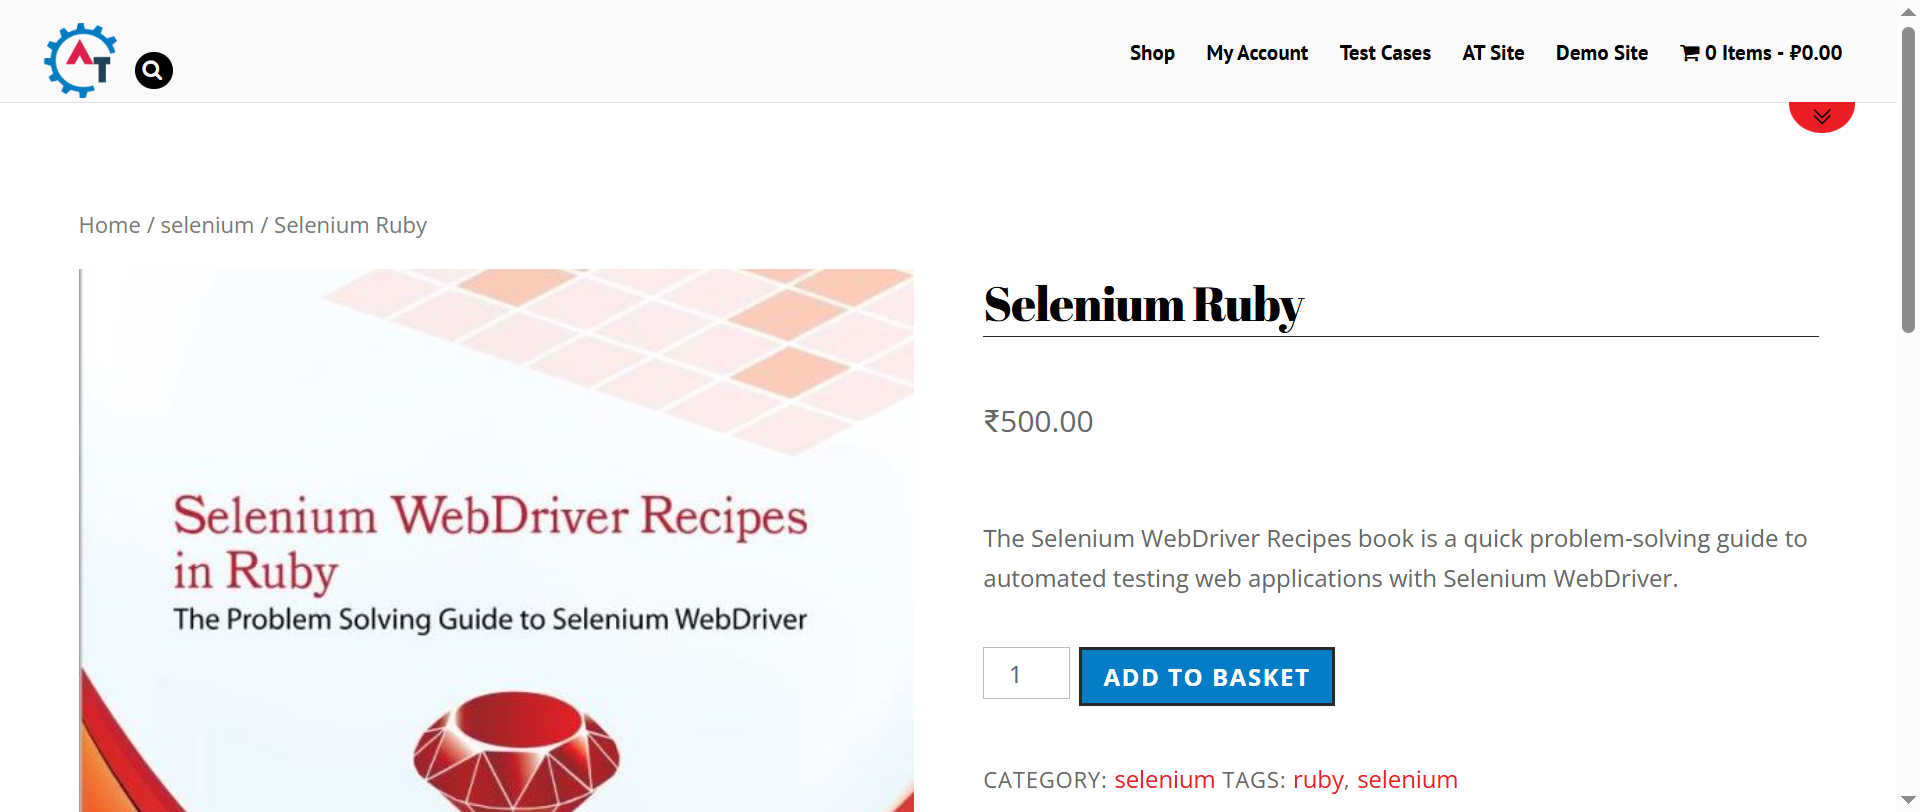 AT
Shop My Account Test Cases AT Site Demo Site 0 Items - ₽0.00
Home / selenium / Selenium Ruby
Selenium WebDriver Recipes
in Ruby
The Problem Solving Guide to Selenium WebDriver
Selenium Ruby
₹500.00
The Selenium WebDriver Recipes book is a quick problem-solving guide to
automated testing web applications with Selenium WebDriver.
1 ADD TO BASKET
CATEGORY: selenium TAGS: ruby, selenium